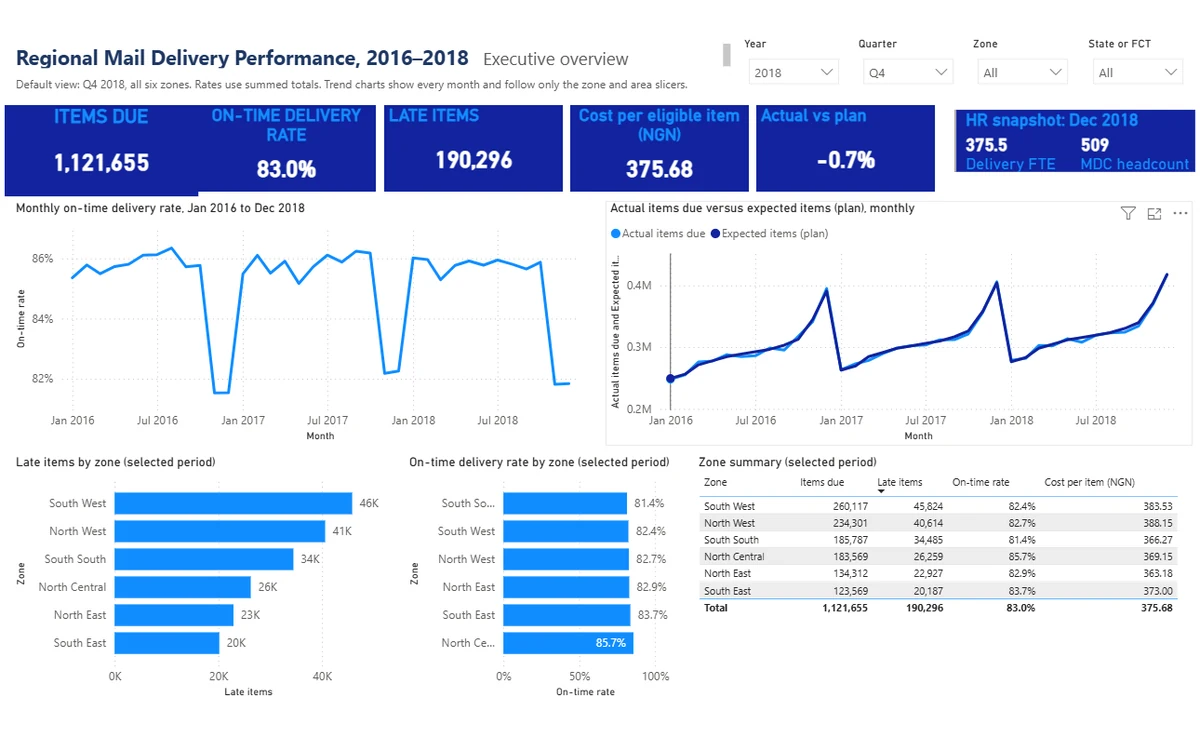 Regional Mail Delivery Performance, 2016–2018 Executive overview
Default view: Q4 2018, all six zones. Rates use summed totals. Trend charts show every month and follow only the zone and area slicers.
Year Quarter Zone State or FCT
2018 Q4 All All
ITEMS DUE
1,121,655
ON-TIME DELIVERY
RATE
83.0%
LATE ITEMS
190,296
Cost per eligible item
(NGN)
375.68
Actual vs plan
-0.7%
HR snapshot: Dec 2018
375.5 509
Delivery FTE MDC headcount
Monthly on-time delivery rate, Jan 2016 to Dec 2018
On-time rate
86%
84%
82%
Jan 2016 Jul 2016 Jan 2017 Jul 2017 Jan 2018 Jul 2018
Month
Actual items due versus expected items (plan), monthly
Actual items due Expected items (plan)
Actual items due and Expected it...
0.4M
0.3M
0.2M
Jan 2016 Jul 2016 Jan 2017 Jul 2017 Jan 2018 Jul 2018
Month
Late items by zone (selected period)
Zone
South West 46K
North West 41K
South South 34K
North Central 26K
North East 23K
South East 20K
0K 20K 40K
Late items
On-time delivery rate by zone (selected period)
Zone
South So... 81.4%
South West 82.4%
North West 82.7%
North East 82.9%
South East 83.7%
North Ce... 85.7%
0% 50% 100%
On-time rate
Zone summary (selected period)
Zone Items due Late items On-time rate Cost per item (NGN)
South West 260,117 45,824 82.4% 383.53
North West 234,301 40,614 82.7% 388.15
South South 185,787 34,485 81.4% 366.27
North Central 183,569 26,259 85.7% 369.15
North East 134,312 22,927 82.9% 363.18
South East 123,569 20,187 83.7% 373.00
Total 1,121,655 190,296 83.0% 375.68